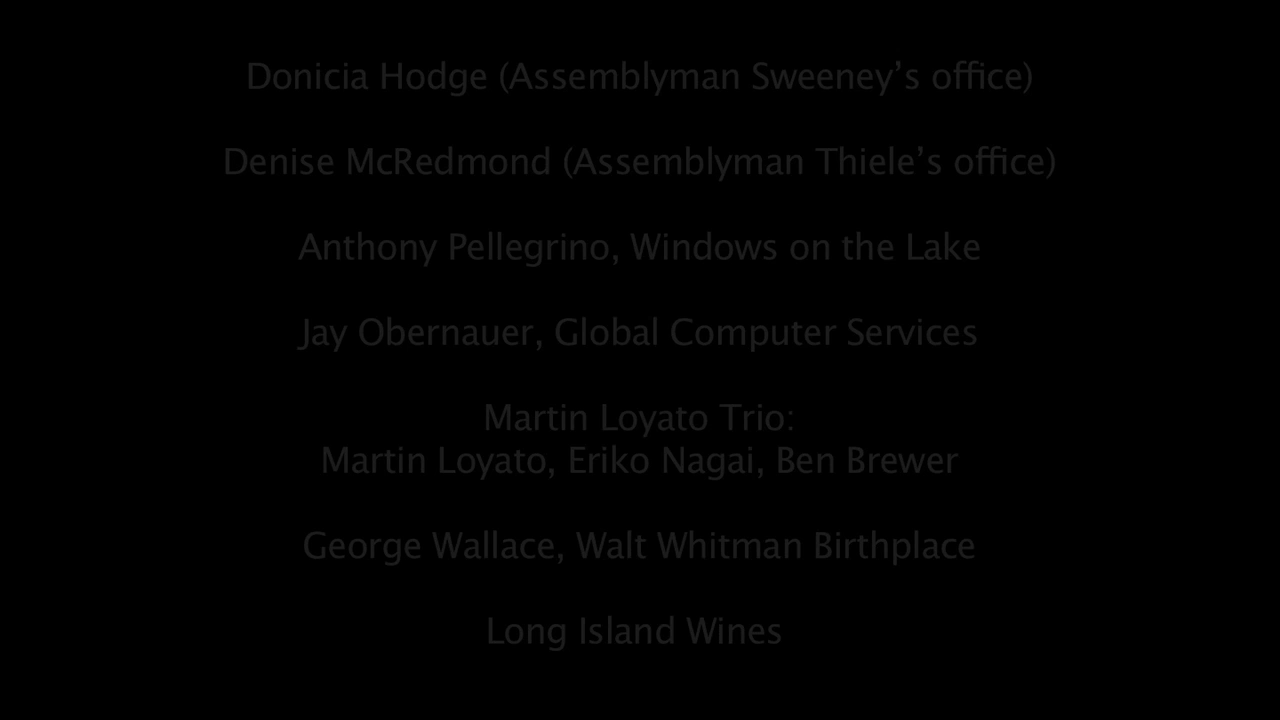 Donicia Hodge (Assemblyman Sweeney’s office)
Denise McRedmond (Assemblyman Thiele’s office)
Anthony Pellegrino, Windows on the Lake
Jay Obernauer, Global Computer Services
Martin Loyato Trio:
Martin Loyato, Eriko Nagai, Ben Brewer
George Wallace, Walt Whitman Birthplace
Long Island Wines